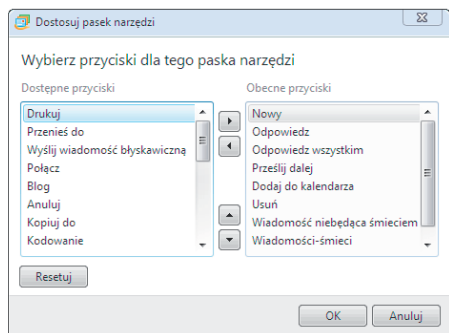 Dostosuj pasek narzędzi
Wybierz przyciski dla tego paska narzędzi
Dostępne przyciski
Drukuj
Przenieś do
Wyślij wiadomość błyskawiczną
Połącz
Blog
Anuluj
Kopiuj do
Kodowanie
Obecne przyciski
Nowy
Odpowiedz
Odpowiedz wszystkim
Prześlij dalej
Dodaj do kalendarza
Usuń
Wiadomość niebędąca śmieciem
Wiadomości-śmieci
Resetuj
OK
Anuluj